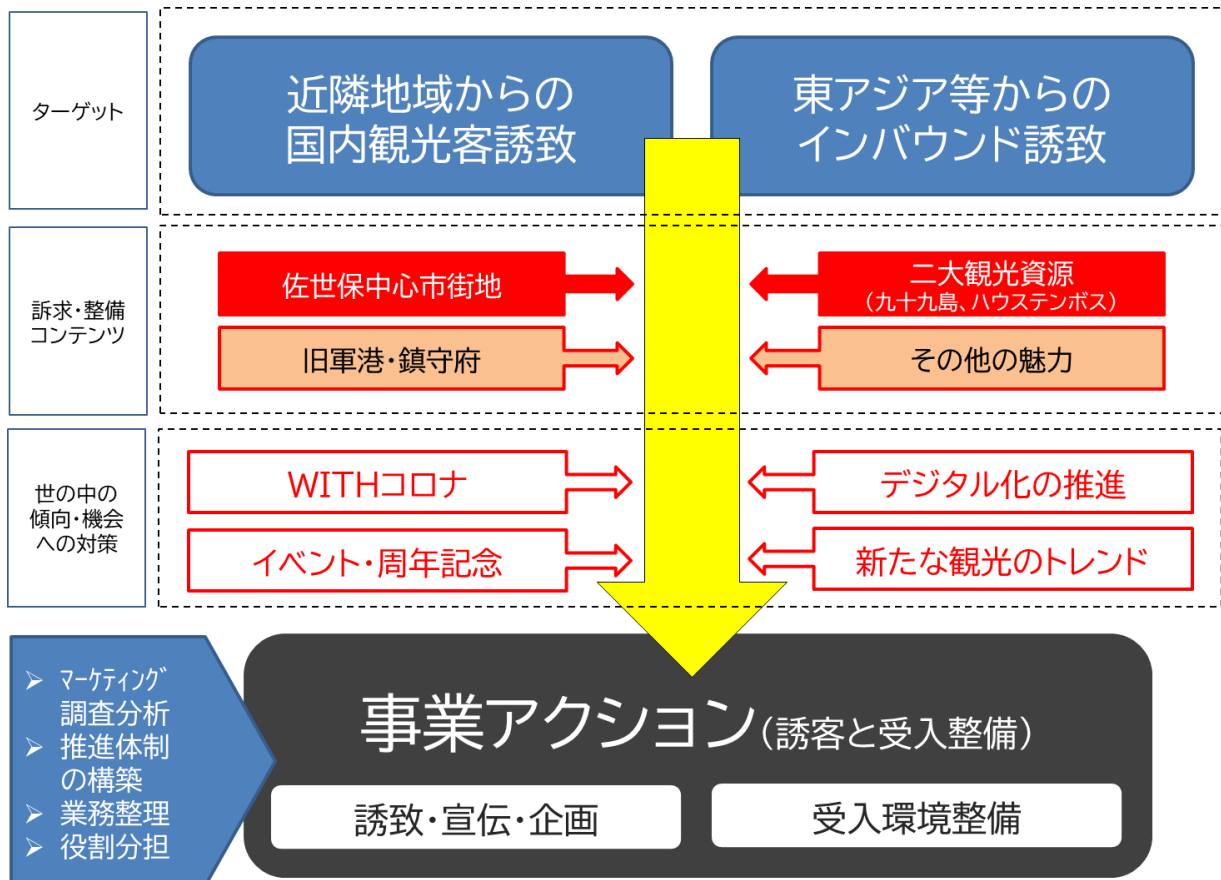 ターゲット
近隣地域からの
国内観光客誘致
東アジア等からの
インバウンド誘致
訴求・整備
コンテンツ
佐世保中心市街地
二大観光資源
（九十九島、ハウステンボス）
旧軍港・鎮守府
その他の魅力
世の中の
傾向・機会
への対策
WITHコロナ
デジタル化の推進
イベント・周年記念
新たな観光のトレンド
➢ ﾏｰｹﾃｨﾝｸﾞ
調査分析
➢ 推進体制
の構築
➢ 業務整理
➢ 役割分担
事業アクション（誘客と受入整備）
誘致・宣伝・企画
受入環境整備